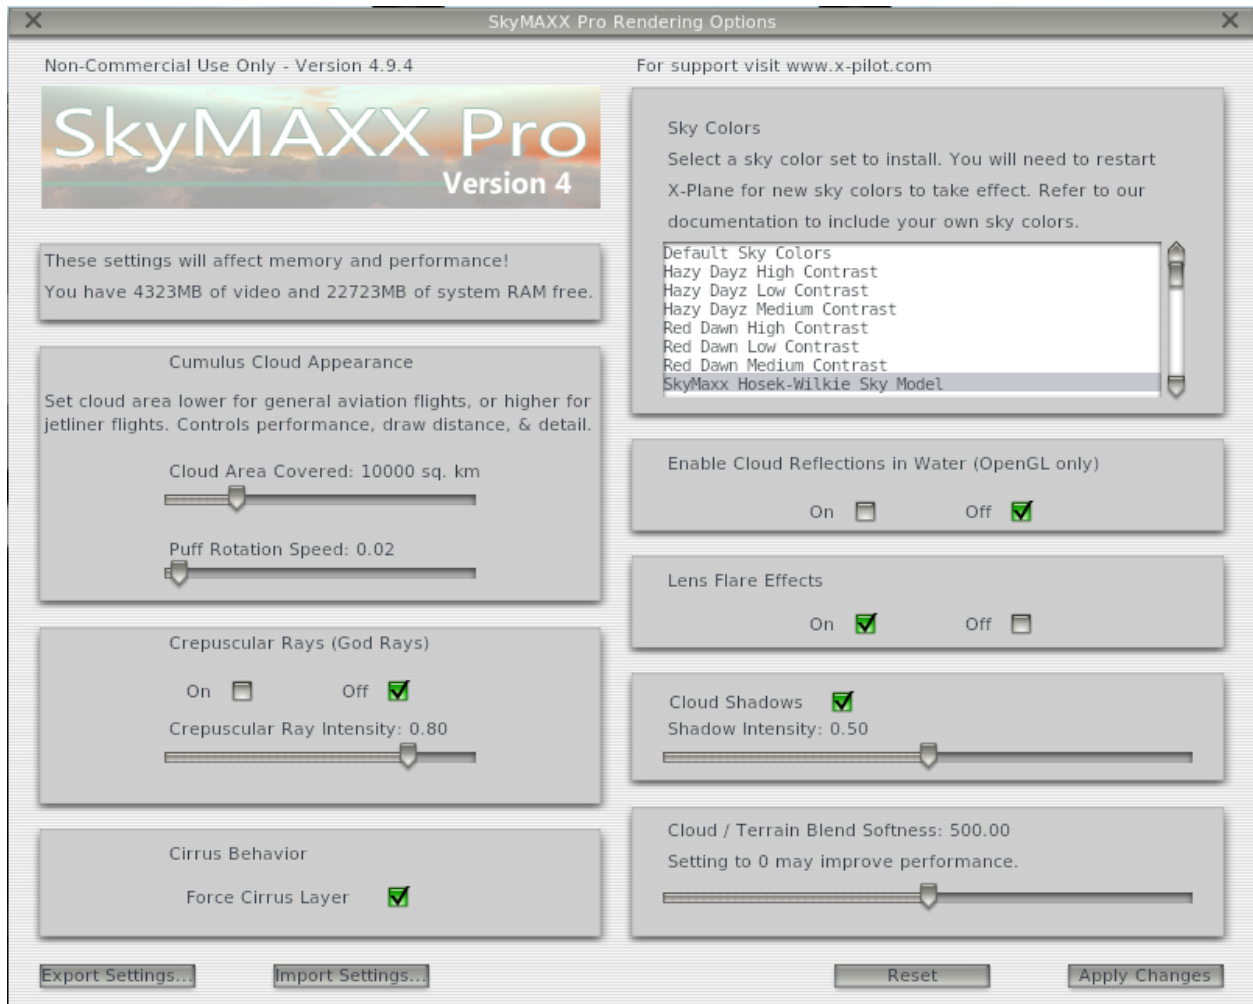 SkyMAXX Pro Rendering Options
Non-Commercial Use Only - Version 4.9.4
SkyMAXX Pro
Version 4
These settings will affect memory and performance!
You have 4323MB of video and 22723MB of system RAM free.
Cumulus Cloud Appearance
Set cloud area lower for general aviation flights, or higher for
jetliner flights. Controls performance, draw distance, & detail.
Cloud Area Covered: 10000 sq. km
Puff Rotation Speed: 0.02
Crepuscular Rays (God Rays)
On Off
Crepuscular Ray Intensity: 0.80
Cirrus Behavior
Force Cirrus Layer
For support visit www.x-pilot.com
Sky Colors
Select a sky color set to install. You will need to restart
X-Plane for new sky colors to take effect. Refer to our
documentation to include your own sky colors.
Default Sky Colors
Hazy Dayz High Contrast
Hazy Dayz Low Contrast
Hazy Dayz Medium Contrast
Red Dawn High Contrast
Red Dawn Low Contrast
Red Dawn Medium Contrast
SkyMaxx Hosek-Wilkie Sky Model
Enable Cloud Reflections in Water (OpenGL only)
On Off
Lens Flare Effects
On Off
Cloud Shadows
Shadow Intensity: 0.50
Cloud / Terrain Blend Softness: 500.00
Setting to 0 may improve performance.
Export Settings... Import Settings... Reset Apply Changes